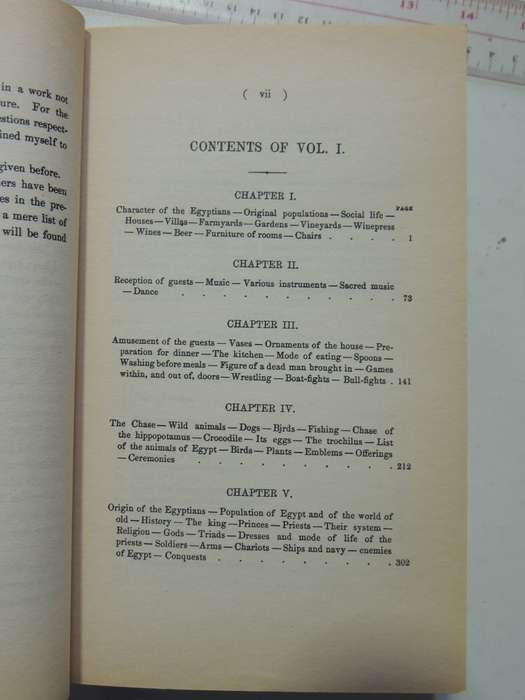 in a work not
ure. For the
estions respect-
ined myself to
given before.
ers have been
es in the pre-
a mere list of
will be found
( vii )
CONTENTS OF VOL. I.
CHAPTER I.
PAGE
Character of the Egyptians — Original populations — Social life —
Houses — Villas — Farmyards — Gardens — Vineyards — Winepress
— Wines — Beer — Furniture of rooms — Chairs . . . . 1
CHAPTER II.
Reception of guests — Music — Various instruments — Sacred music
— Dance . . . . . . . . . . 73
CHAPTER III.
Amusement of the guests — Vases — Ornaments of the house — Pre-
paration for dinner — The kitchen — Mode of eating — Spoons —
Washing before meals — Figure of a dead man brought in — Games
within, and out of, doors — Wrestling — Boat-fights — Bull-fights . 141
CHAPTER IV.
The Chase — Wild animals — Dogs — Birds — Fishing — Chase of
the hippopotamus — Crocodile — Its eggs — The trochilus — List
of the animals of Egypt — Birds — Plants — Emblems — Offerings
— Ceremonies . . . . . . . . . 212
CHAPTER V.
Origin of the Egyptians — Population of Egypt and of the world of
old — History — The king — Princes — Priests — Their system —
Religion — Gods — Triads — Dresses and mode of life of the
priests — Soldiers — Arms — Chariots — Ships and navy — enemies
of Egypt — Conquests . . . . . . . . 302
13
14